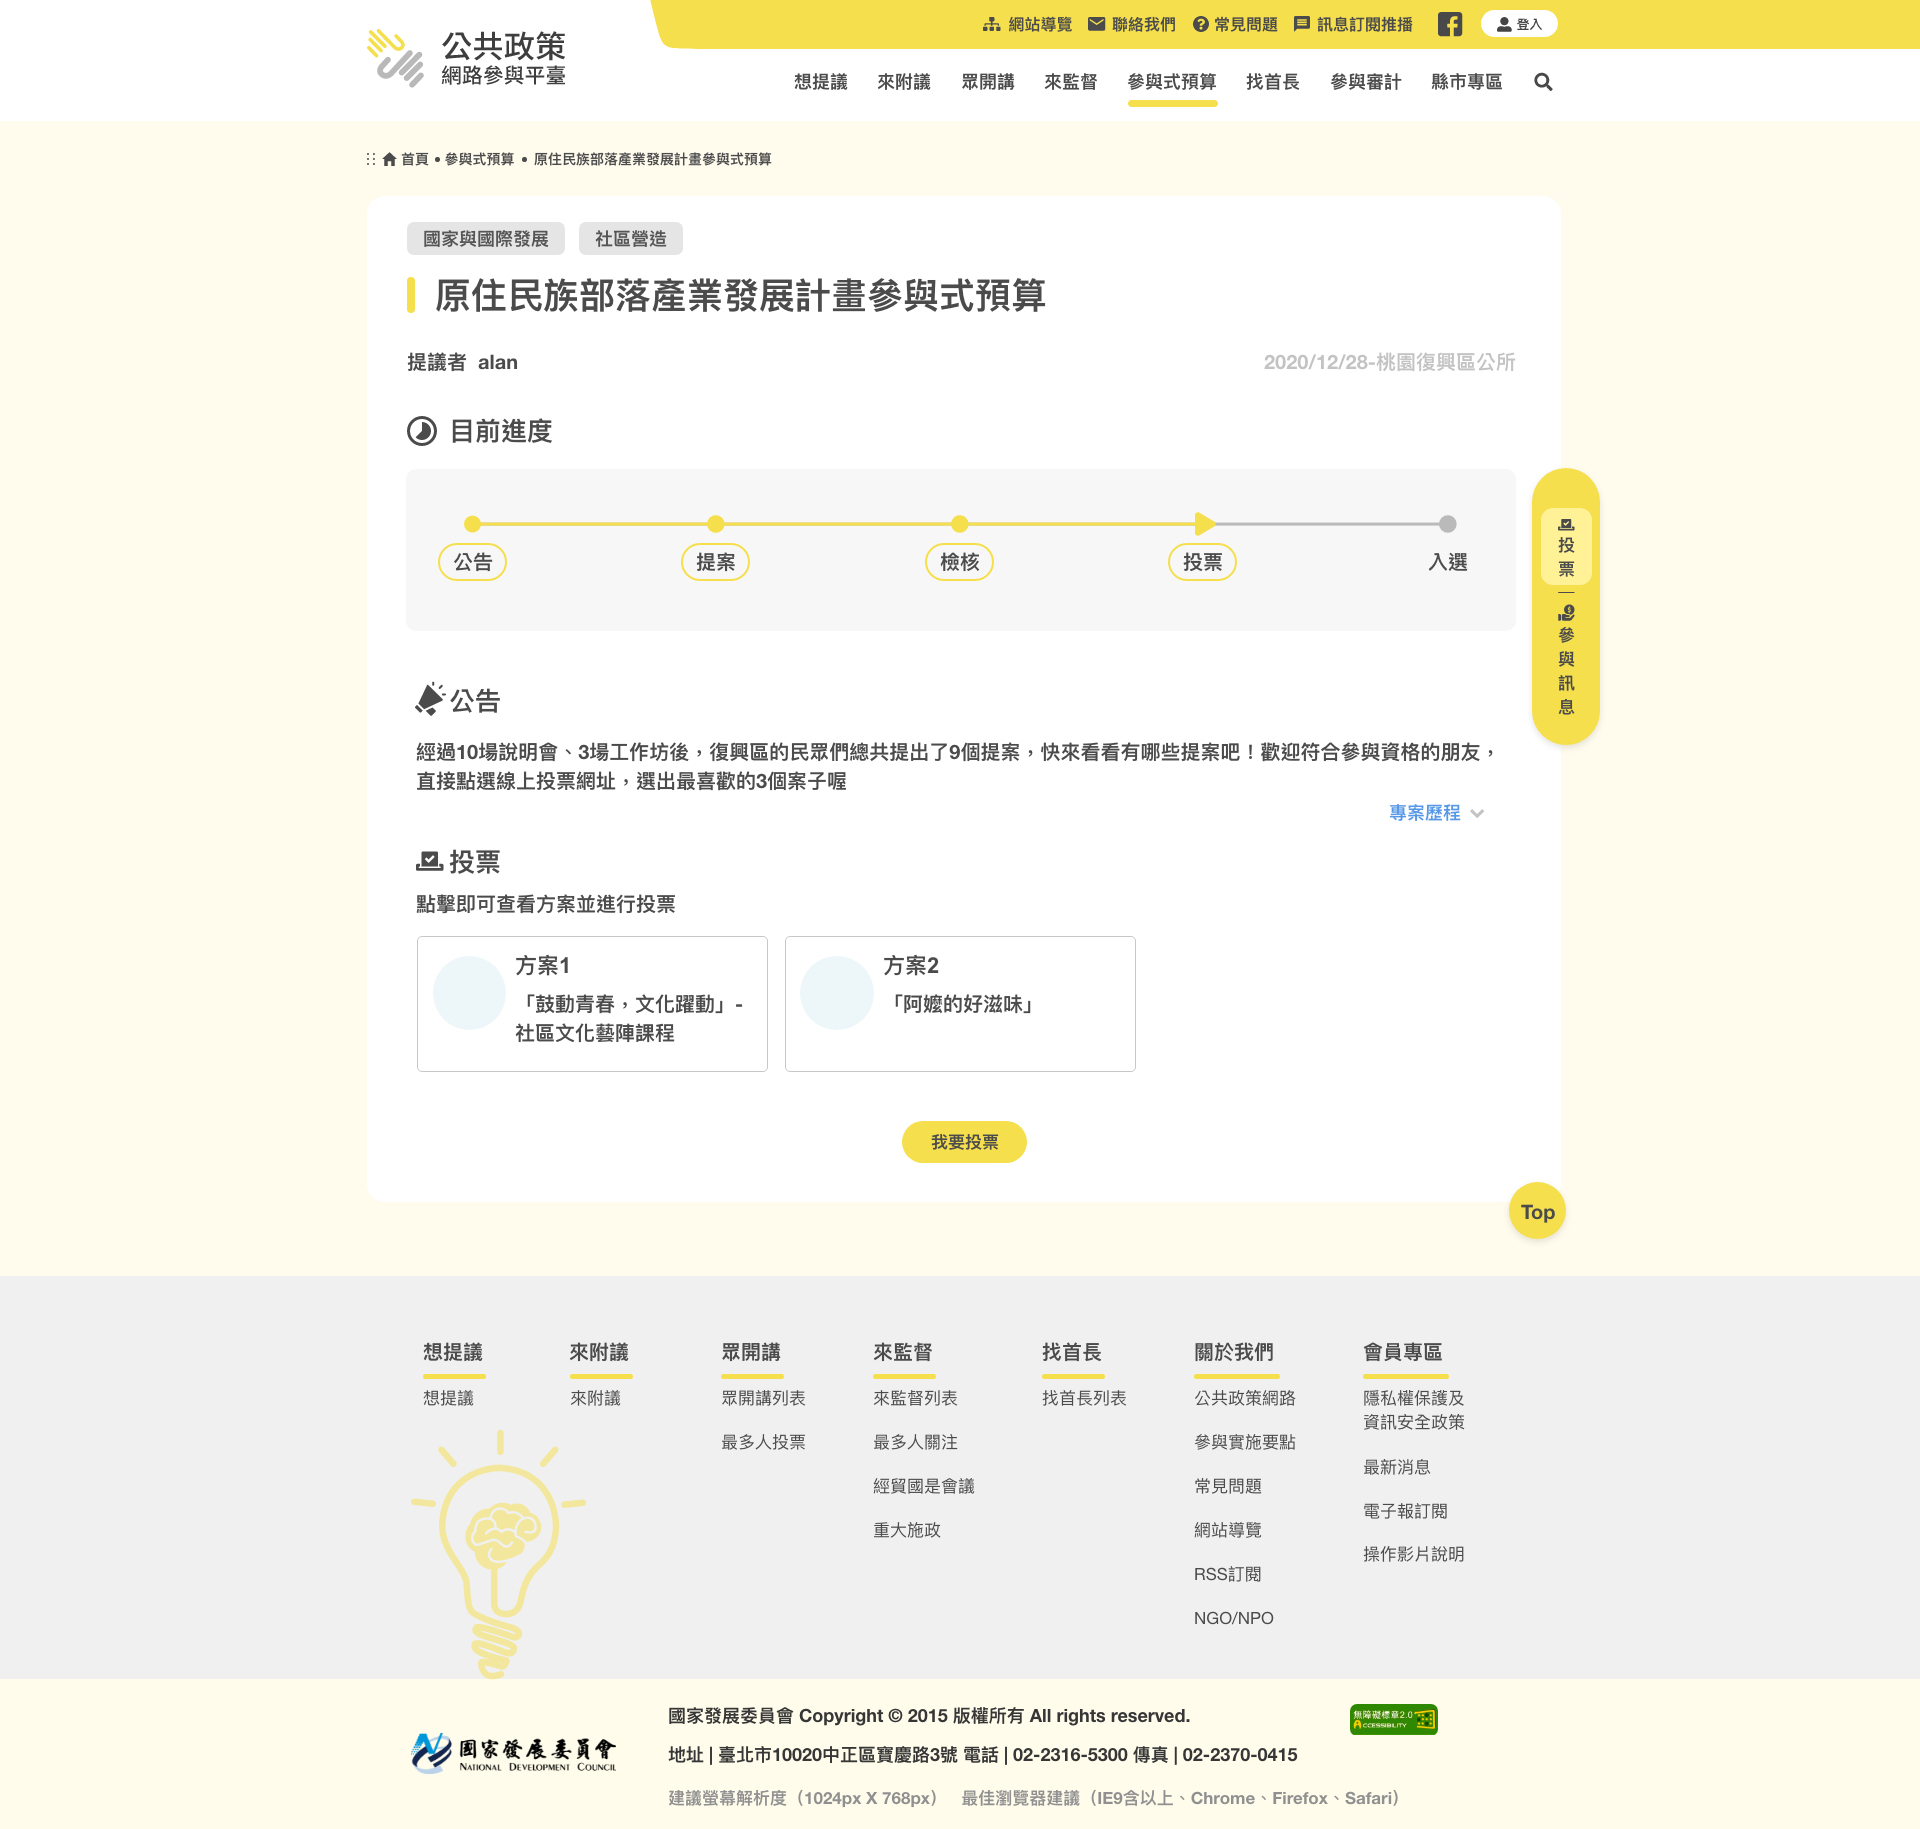 公共政策
網路參與平臺
網站導覽 聯絡我們 常見問題 訊息訂閱推播 登入
想提議 來附議 眾開講 來監督 參與式預算 找首長 參與審計 縣市專區
首頁 • 參與式預算 • 原住民族部落產業發展計畫參與式預算
國家與國際發展 社區營造
原住民族部落產業發展計畫參與式預算
提議者 alan
2020/12/28-桃園復興區公所
目前進度
公告 提案 檢核 投票 入選
投票
參與訊息
公告
經過10場說明會、3場工作坊後，復興區的民眾們總共提出了9個提案，快來看看有哪些提案吧！歡迎符合參與資格的朋友，
直接點選線上投票網址，選出最喜歡的3個案子喔
專案歷程
投票
點擊即可查看方案並進行投票
方案1
「鼓動青春，文化躍動」-
社區文化藝陣課程
方案2
「阿嬤的好滋味」
我要投票
Top
想提議
想提議
來附議
來附議
眾開講
眾開講列表
最多人投票
來監督
來監督列表
最多人關注
經貿國是會議
重大施政
找首長
找首長列表
關於我們
公共政策網路
參與實施要點
常見問題
網站導覽
RSS訂閱
NGO/NPO
會員專區
隱私權保護及
資訊安全政策
最新消息
電子報訂閱
操作影片說明
國家發展委員會
NATIONAL DEVELOPMENT COUNCIL
國家發展委員會 Copyright © 2015 版權所有 All rights reserved.
地址 | 臺北市10020中正區寶慶路3號 電話 | 02-2316-5300 傳真 | 02-2370-0415
建議螢幕解析度（1024px X 768px） 最佳瀏覽器建議（IE9含以上、Chrome、Firefox、Safari）
無障礙標章2.0
ACCESSIBILITY